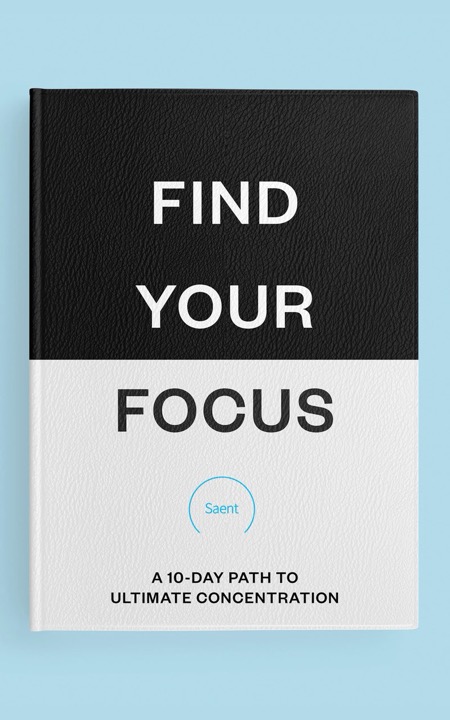 FIND
YOUR
FOCUS
Saent
A 10-DAY PATH TO
ULTIMATE CONCENTRATION